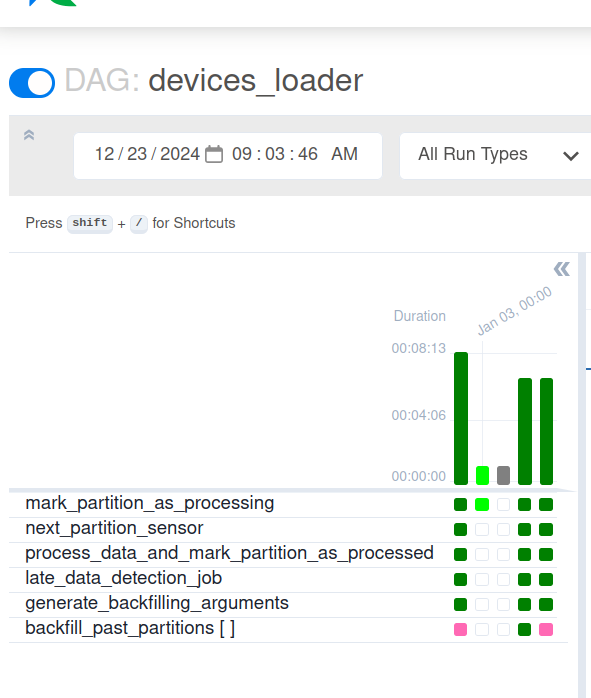 DAG: devices_loader
12 / 23 / 2024 09 : 03 : 46 AM
All Run Types
Press shift + / for Shortcuts
Jan 03, 00:00
Duration
00:08:13
00:04:06
00:00:00
mark_partition_as_processing
next_partition_sensor
process_data_and_mark_partition_as_processed
late_data_detection_job
generate_backfilling_arguments
backfill_past_partitions [ ]